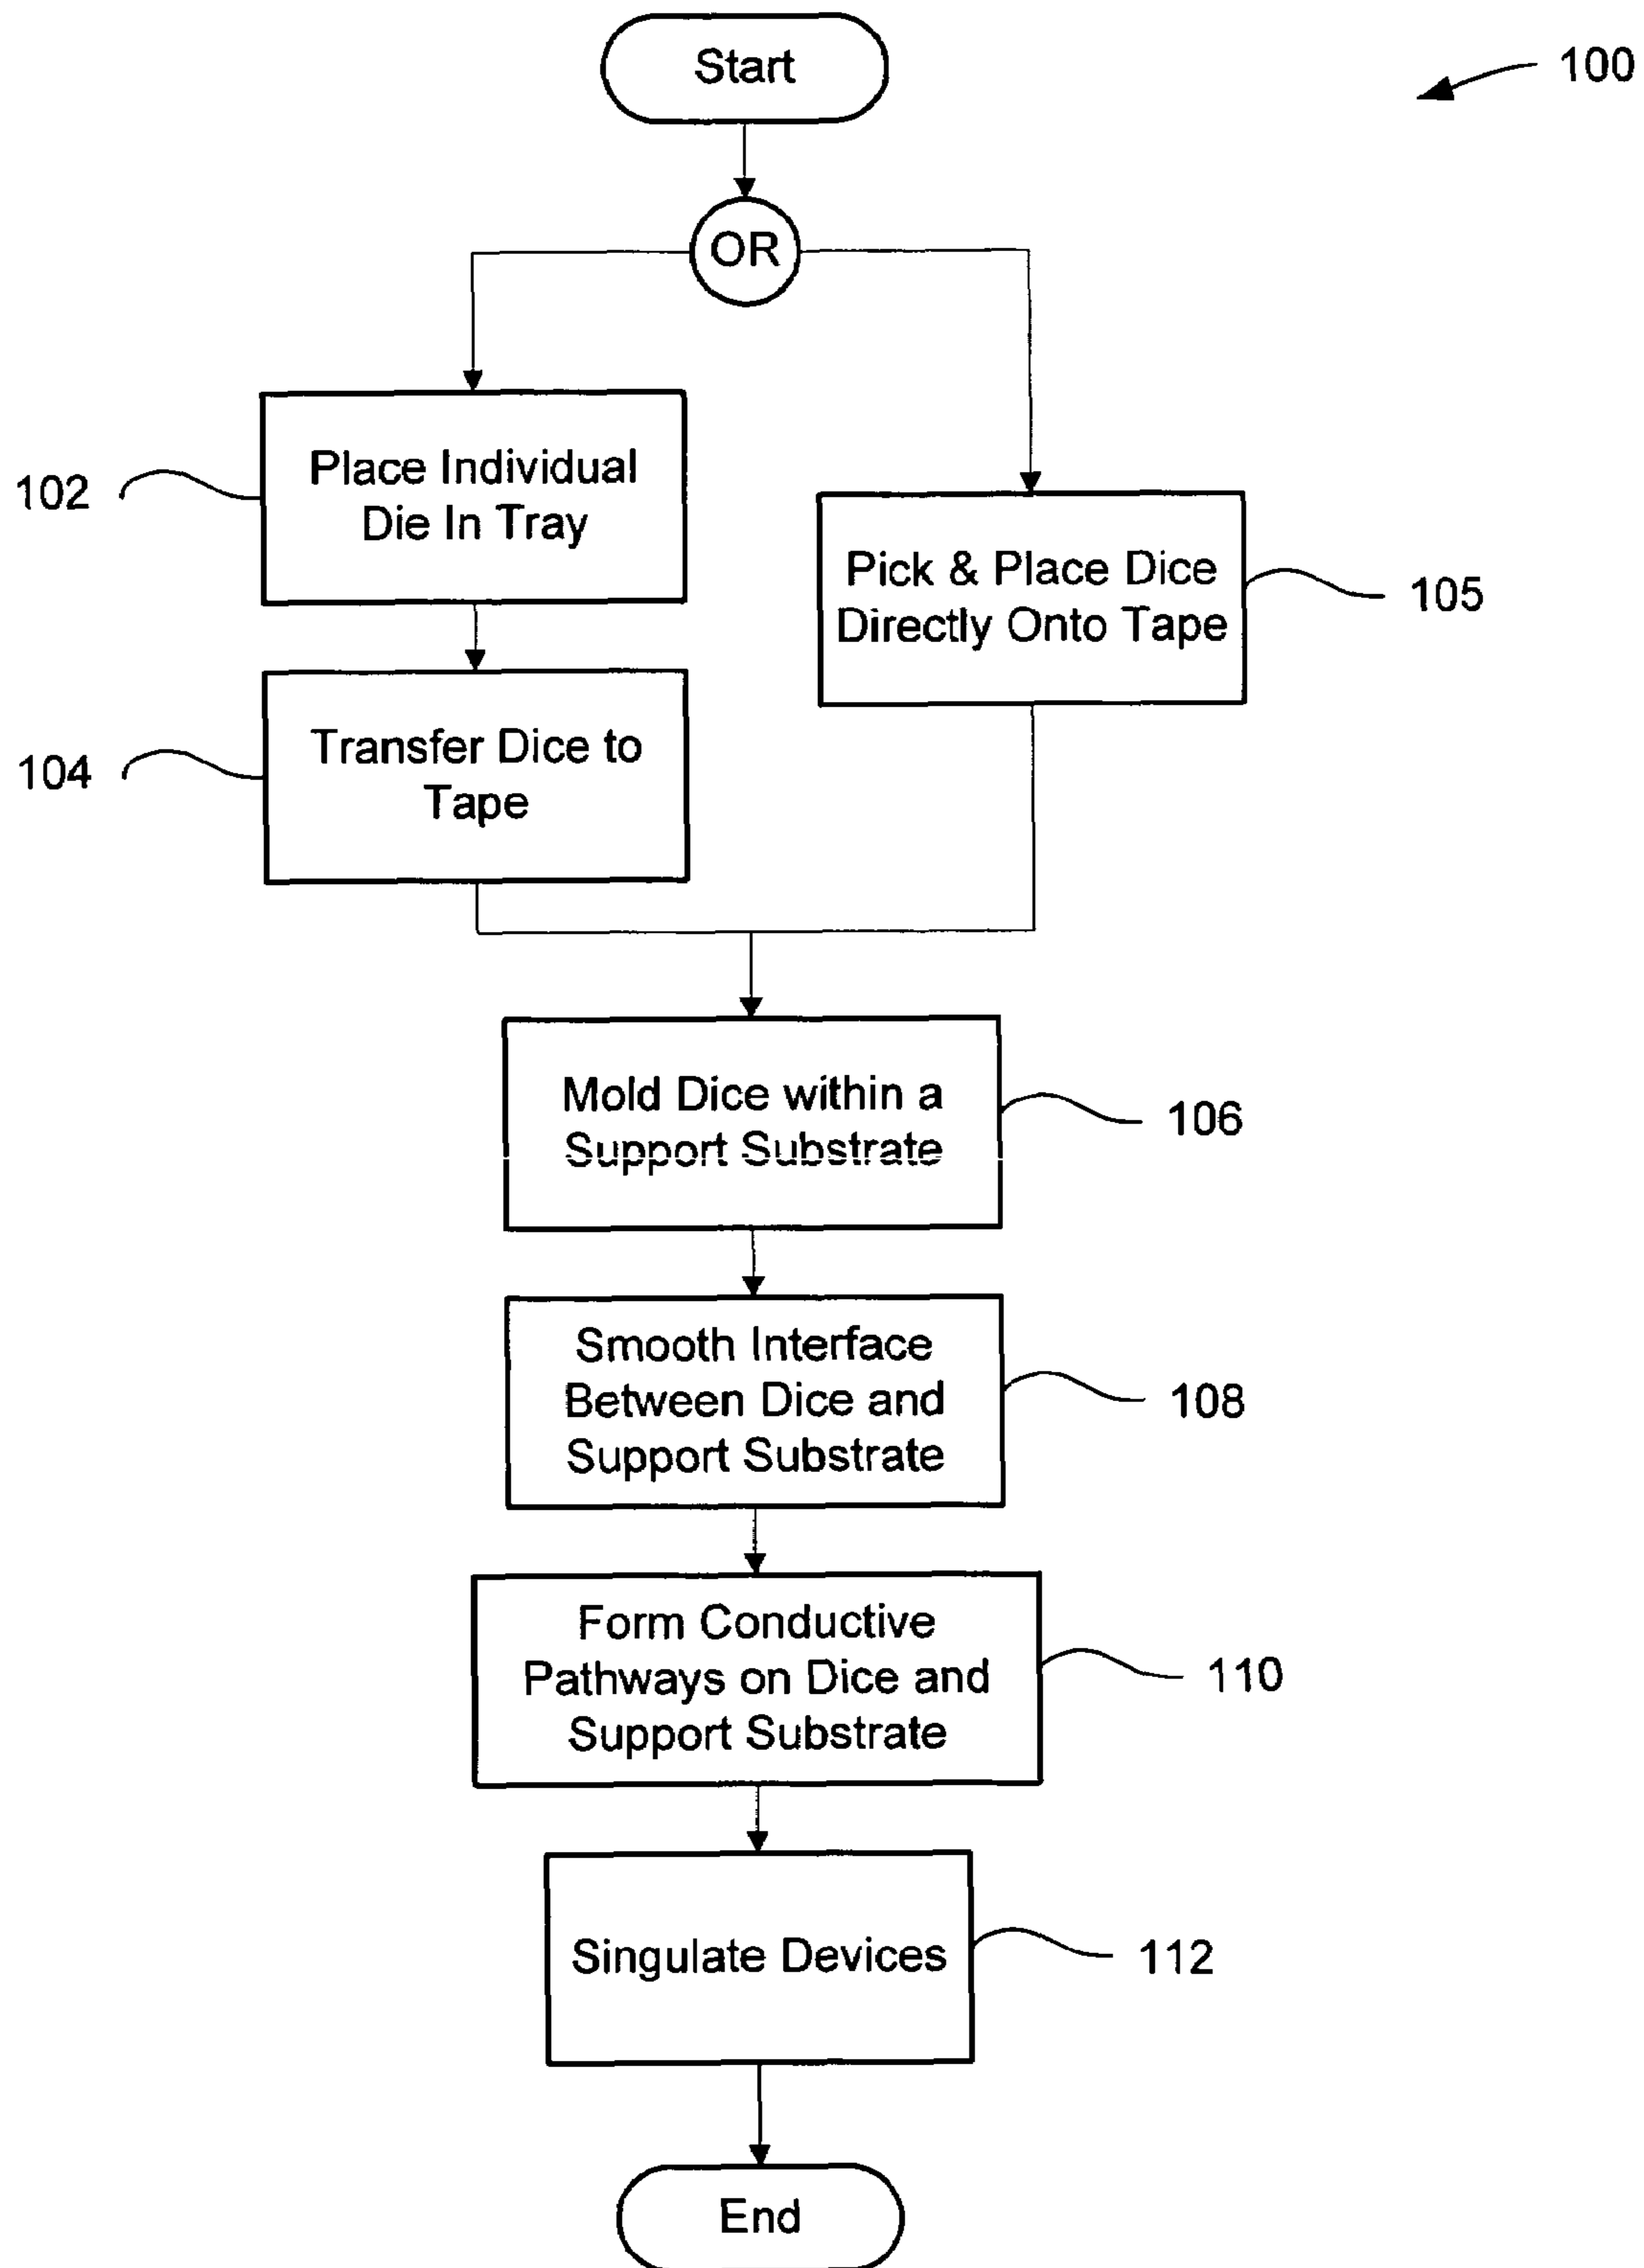 Start
100
OR
Place Individual
Die In Tray
102
Pick & Place Dice
Directly Onto Tape
105
Transfer Dice to
Tape
104
Mold Dice within a
Support Substrate
106
Smooth Interface
Between Dice and
Support Substrate
108
Form Conductive
Pathways on Dice and
Support Substrate
110
Singulate Devices
112
End